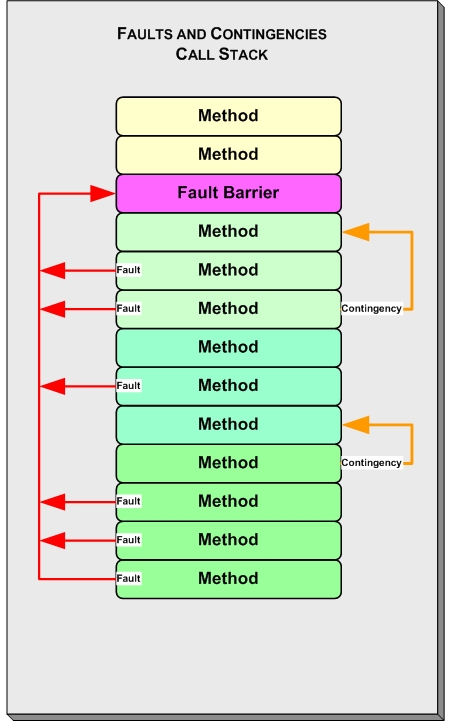 FAULTS AND CONTINGENCIES
CALL STACK
Method
Method
Fault Barrier
Method
Fault Method
Fault Method Contingency
Method
Fault Method
Method
Method Contingency
Fault Method
Fault Method
Fault Method